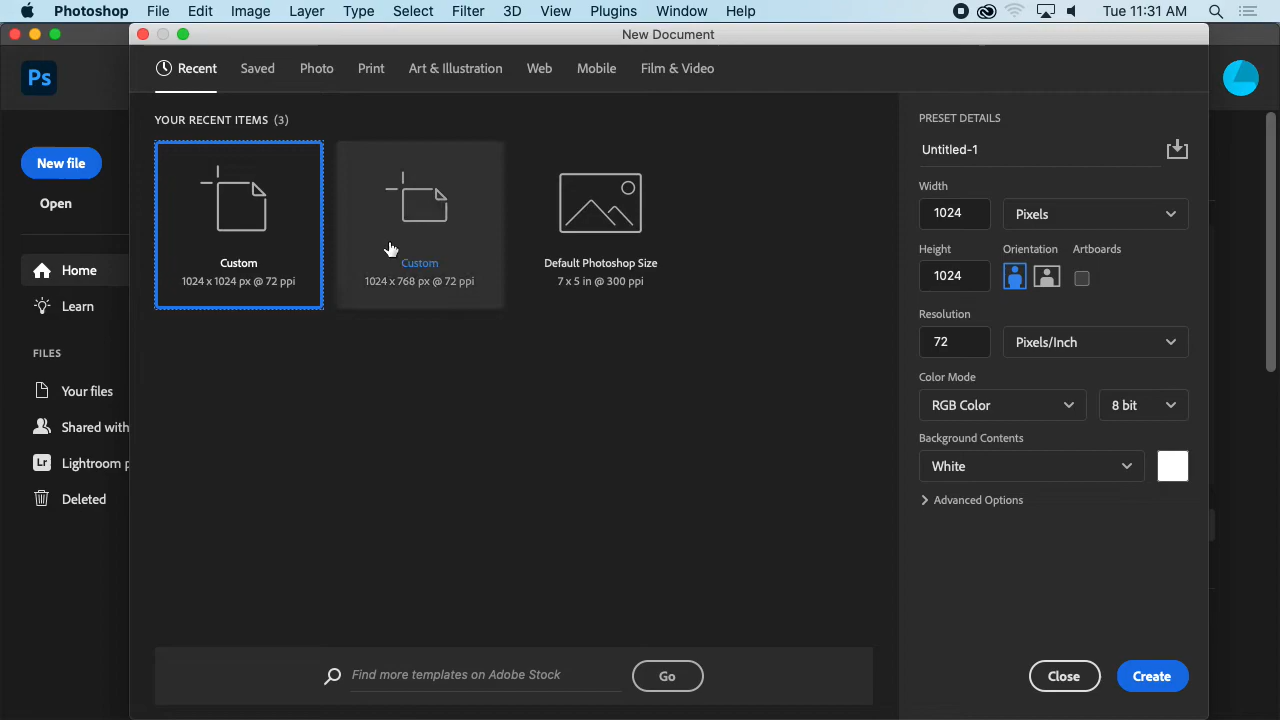 Photoshop File Edit Image Layer Type Select Filter 3D View Plugins Window Help Tue 11:31 AM
New Document
Ps
Recent Saved Photo Print Art & Illustration Web Mobile Film & Video
New file
Open
Home
Learn
FILES
Your files
Shared with
Lr Lightroom p
Deleted
YOUR RECENT ITEMS (3)
Custom
1024 x 1024 px @ 72 ppi
Custom
1024 x 768 px @ 72 ppi
Default Photoshop Size
7 x 5 in @ 300 ppi
Find more templates on Adobe Stock Go
PRESET DETAILS
Untitled-1
Width
1024 Pixels
Height Orientation Artboards
1024
Resolution
72 Pixels/Inch
Color Mode
RGB Color 8 bit
Background Contents
White
Advanced Options
Close Create